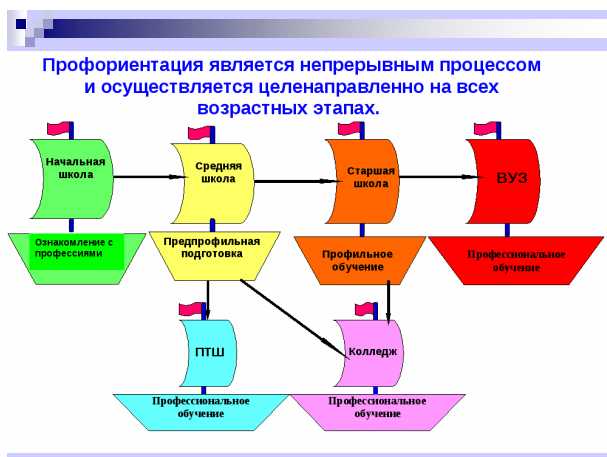 Профориентация является непрерывным процессом
и осуществляется целенаправленно на всех
возрастных этапах.
Начальная
школа
Средняя
школа
Старшая
школа
ВУЗ
Ознакомление с
профессиями
Предпрофильная
подготовка
Профильное
обучение
Профессиональное
обучение
ПТШ
Колледж
Профессиональное
обучение
Профессиональное
обучение